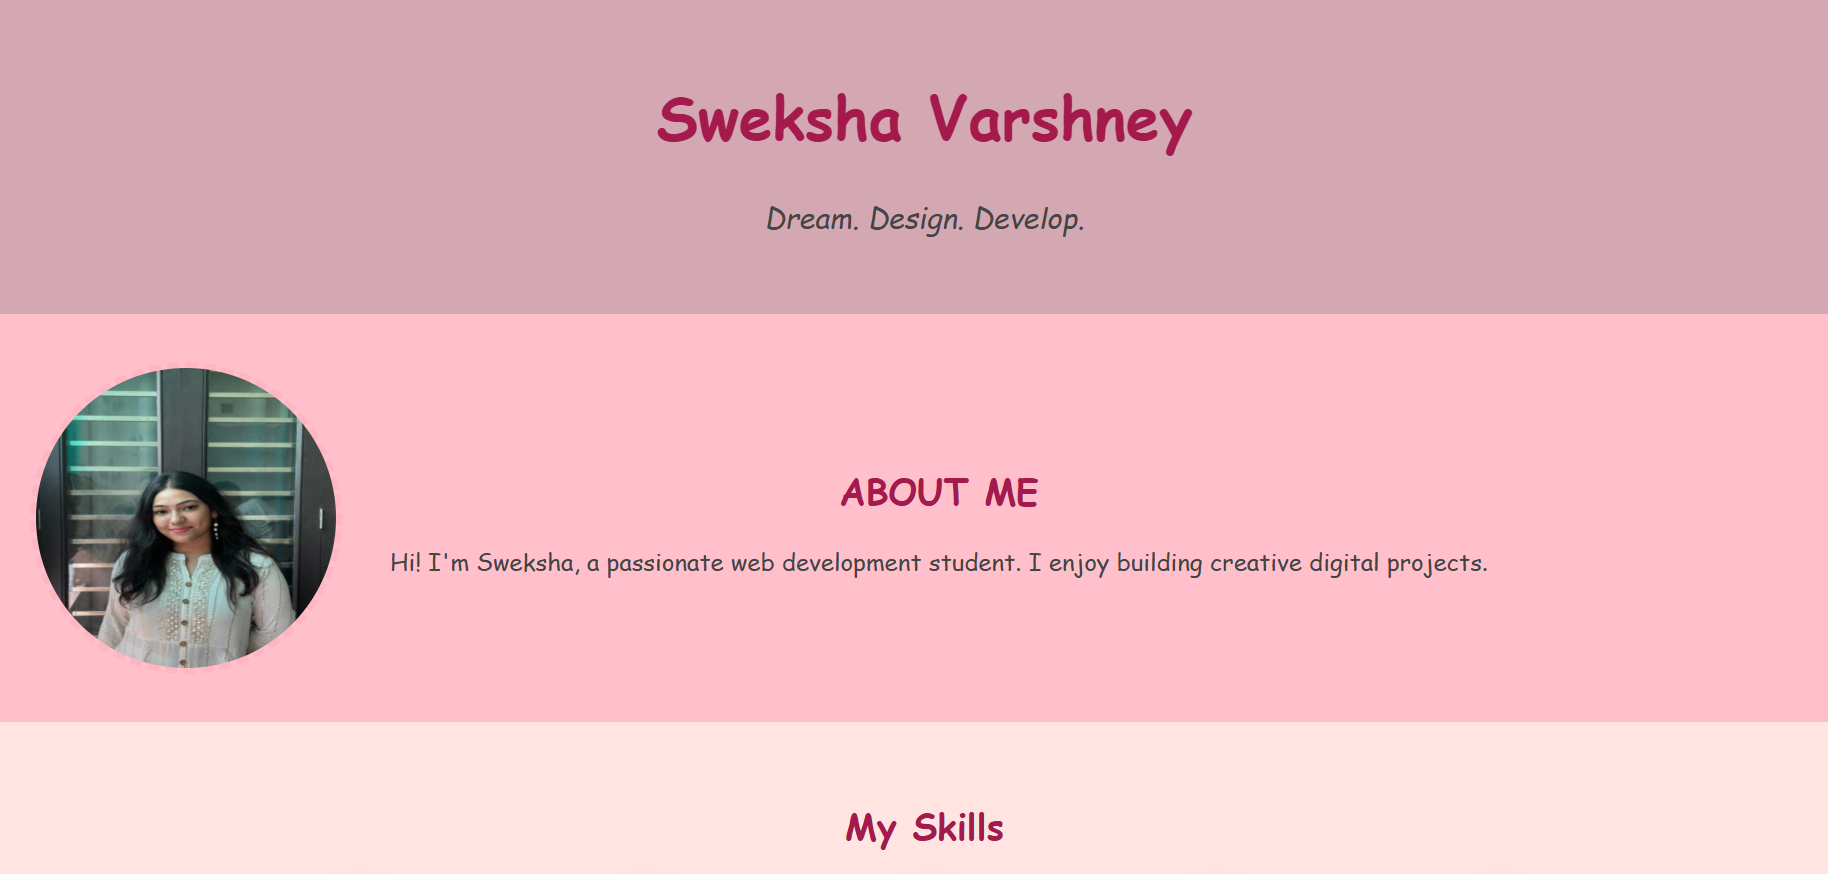 Sweksha Varshney
Dream. Design. Develop.
ABOUT ME
Hi! I'm Sweksha, a passionate web development student. I enjoy building creative digital projects.
My Skills